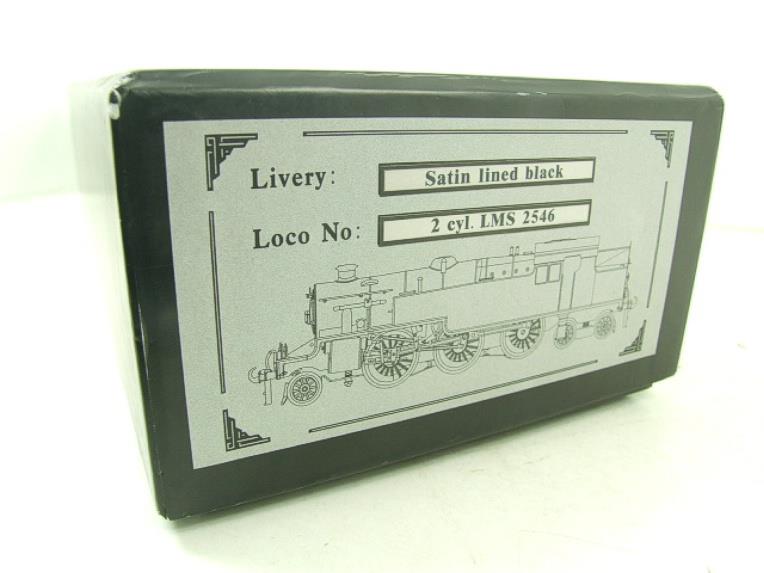 Livery: Satin lined black
Loco No: 2 cyl. LMS 2546